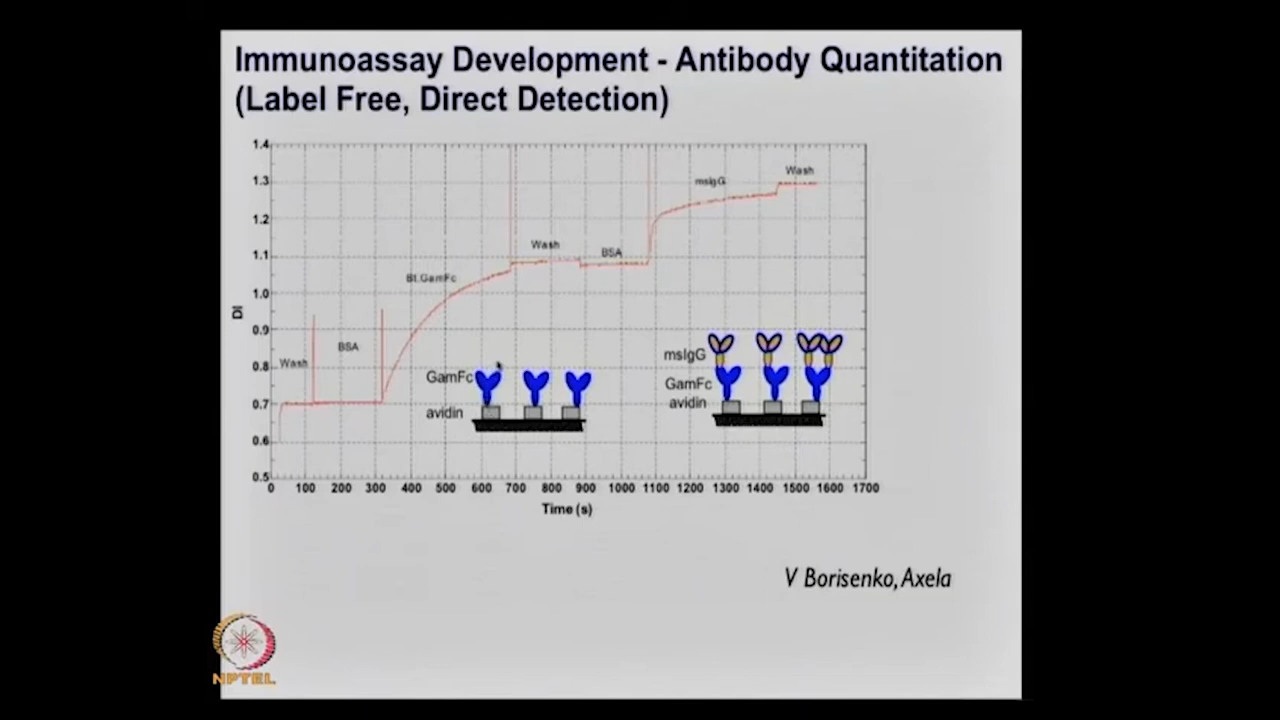 Immunoassay Development - Antibody Quantitation
(Label Free, Direct Detection)
1.4
1.3
1.2
1.1
1.0
0.9
0.8
0.7
0.6
0.5
DI
Wash
BSA
Bt.GamFc
Wash
BSA
msIgG
Wash
GamFc
avidin
msIgG
GamFc
avidin
0 100 200 300 400 500 600 700 800 900 1000 1100 1200 1300 1400 1500 1600 1700
Time (s)
V Borisenko, Axela
NPTEL